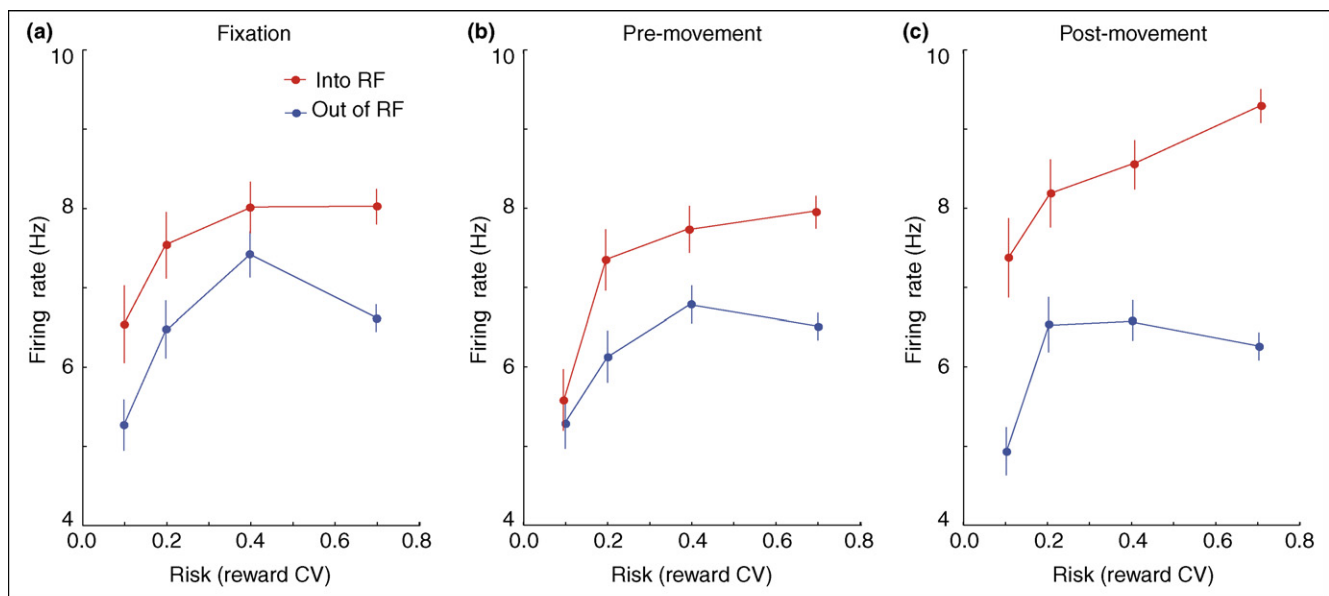 (a) Fixation
10
8
6
4
Firing rate (Hz)
Into RF
Out of RF
0.0 0.2 0.4 0.6 0.8
Risk (reward CV)
(b) Pre-movement
10
8
6
4
Firing rate (Hz)
0.0 0.2 0.4 0.6 0.8
Risk (reward CV)
(c) Post-movement
10
8
6
4
Firing rate (Hz)
0.0 0.2 0.4 0.6 0.8
Risk (reward CV)